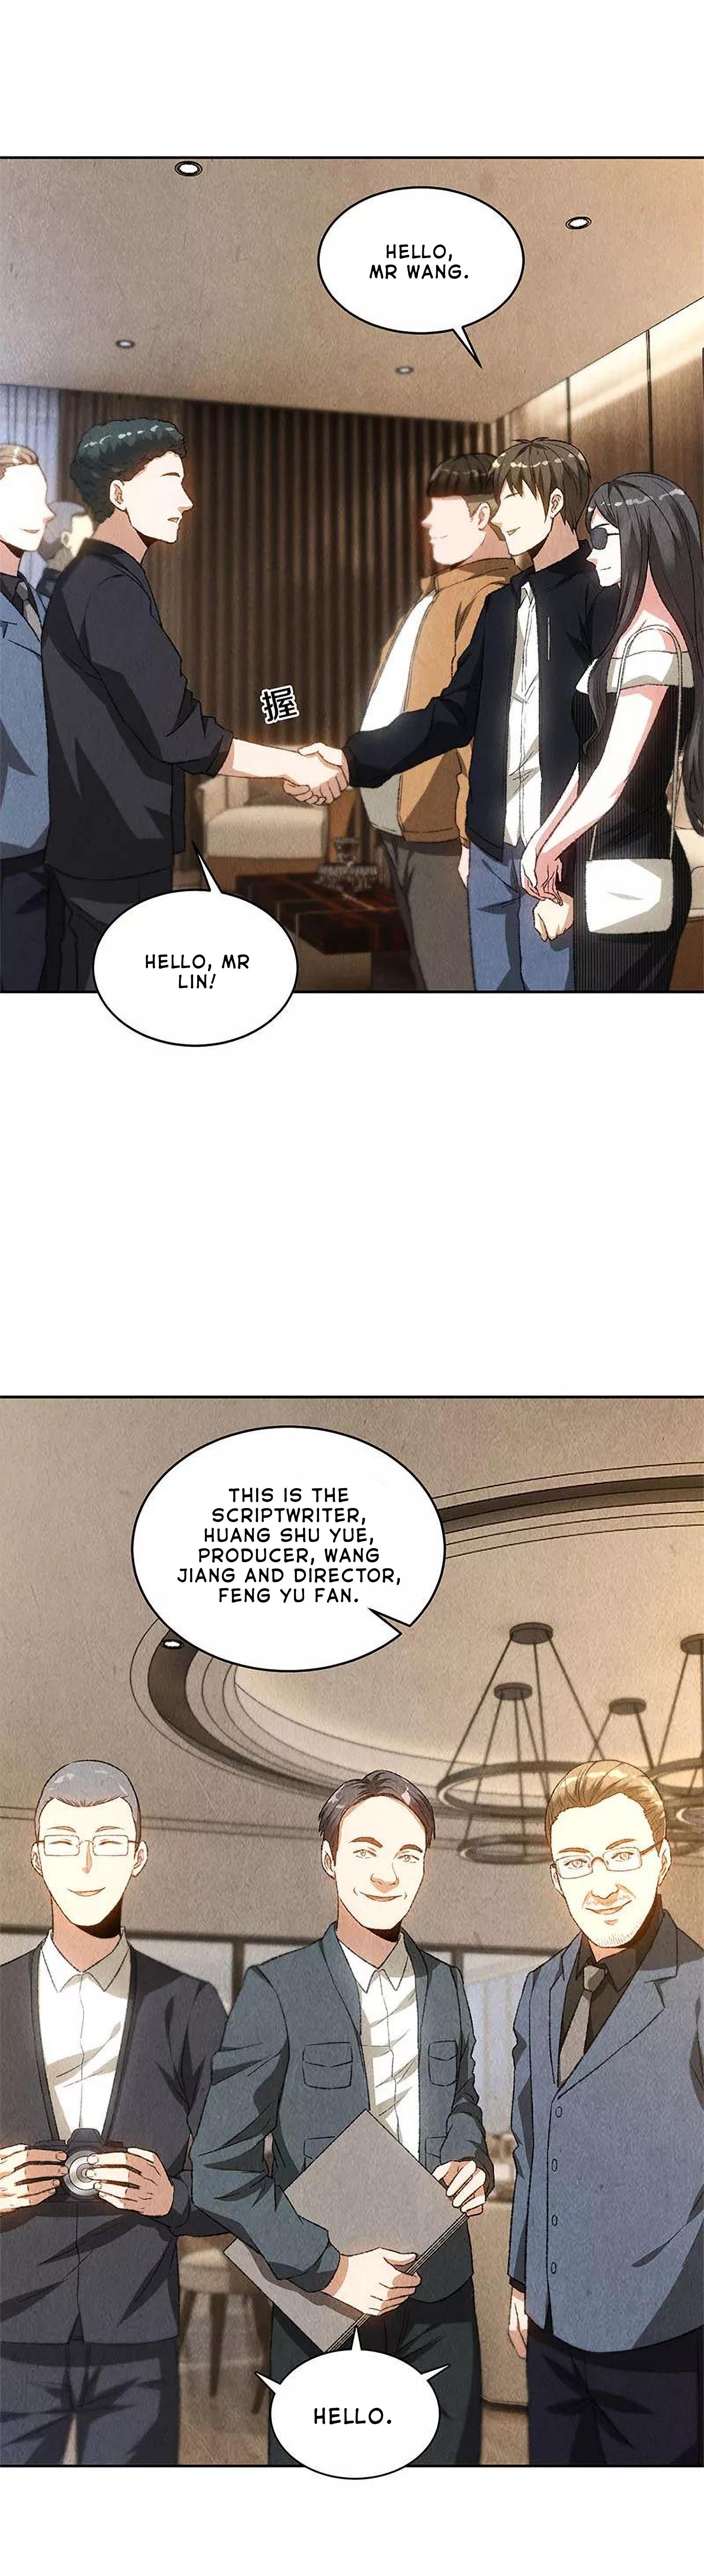 HELLO,
MR WANG.
握
HELLO, MR
LIN!
THIS IS THE
SCRIPTWRITER,
HUANG SHU YUE,
PRODUCER, WANG
JIANG AND DIRECTOR,
FENG YU FAN.
HELLO.